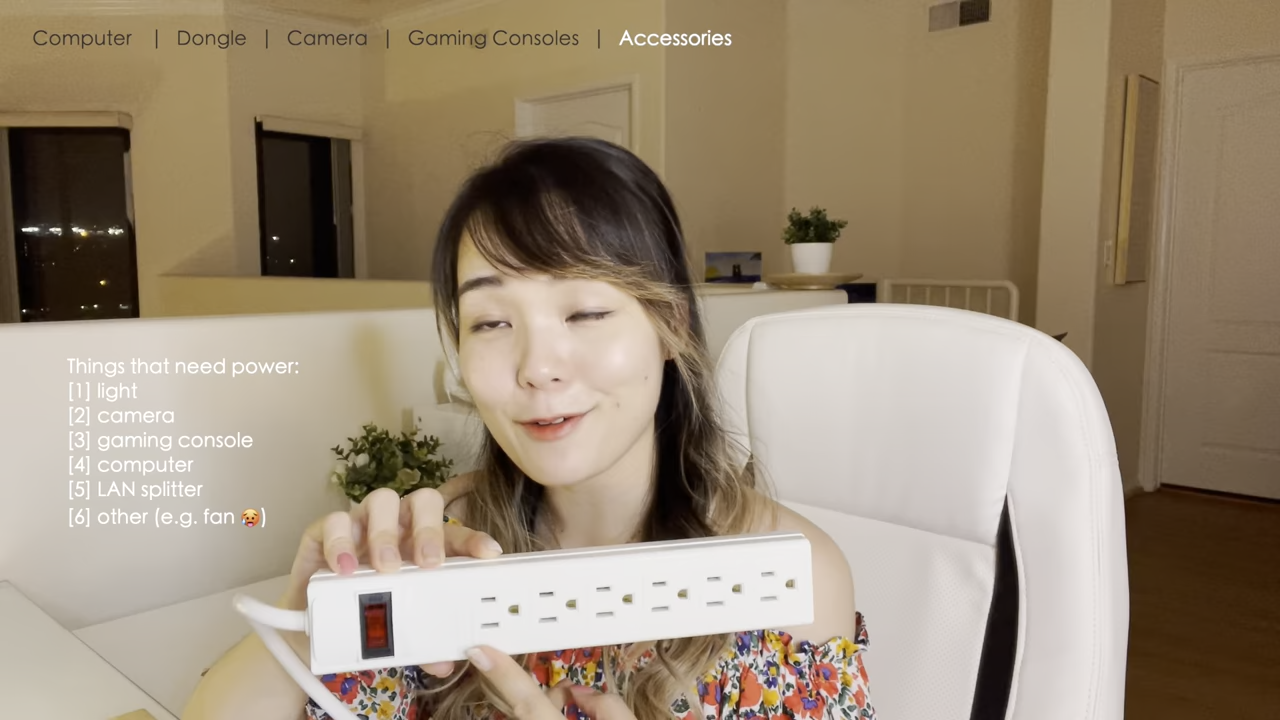 Computer | Dongle | Camera | Gaming Consoles | Accessories
Things that need power:
[1] light
[2] camera
[3] gaming console
[4] computer
[5] LAN splitter
[6] other (e.g. fan 🥵)